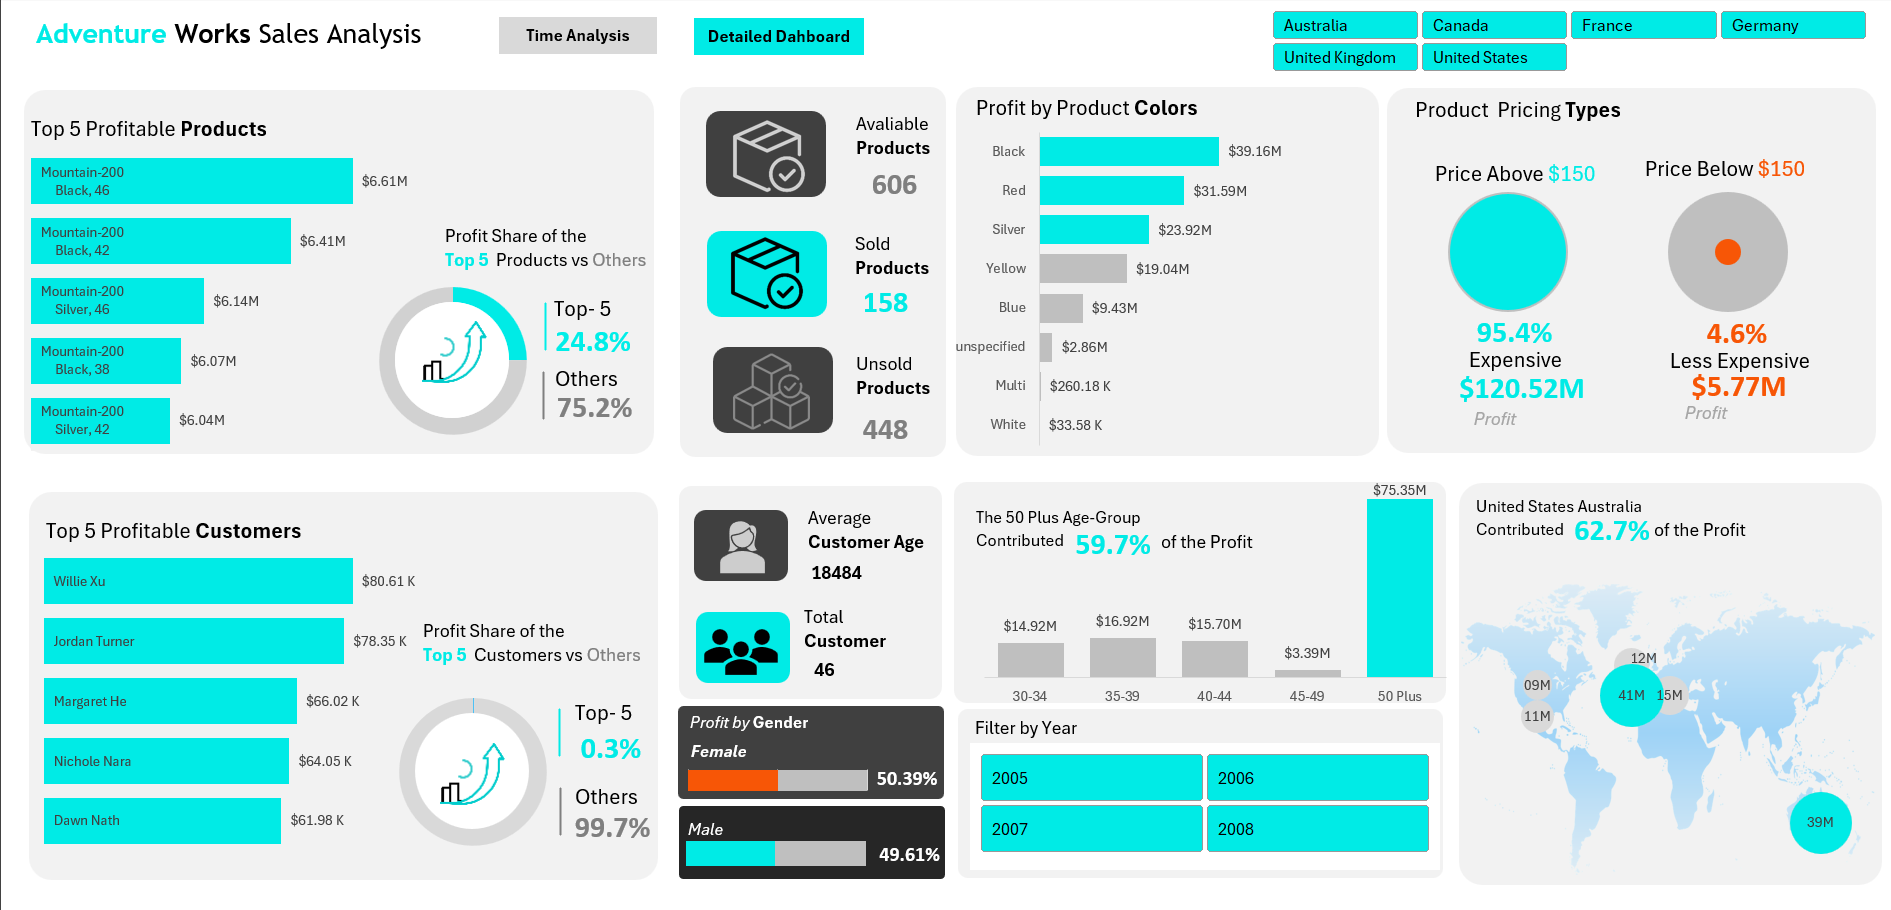 Adventure Works Sales Analysis
Time Analysis
Detailed Dahboard
Australia
Canada
France
Germany
United Kingdom
United States
Top 5 Profitable Products
Mountain-200
Black, 46
$6.61M
Mountain-200
Black, 42
$6.41M
Mountain-200
Silver, 46
$6.14M
Mountain-200
Black, 38
$6.07M
Mountain-200
Silver, 42
$6.04M
Profit Share of the
Top 5 Products vs Others
Top- 5
24.8%
Others
75.2%
Avaliable
Products
606
Sold
Products
158
Unsold
Products
448
Profit by Product Colors
Black $39.16M
Red $31.59M
Silver $23.92M
Yellow $19.04M
Blue $9.43M
unspecified $2.86M
Multi $260.18 K
White $33.58 K
Product Pricing Types
Price Above $150
95.4%
Expensive
$120.52M
Profit
Price Below $150
4.6%
Less Expensive
$5.77M
Profit
Top 5 Profitable Customers
Willie Xu $80.61 K
Jordan Turner $78.35 K
Margaret He $66.02 K
Nichole Nara $64.05 K
Dawn Nath $61.98 K
Profit Share of the
Top 5 Customers vs Others
Top- 5
0.3%
Others
99.7%
Average
Customer Age
18484
Total
Customer
46
Profit by Gender
Female
50.39%
Male
49.61%
The 50 Plus Age-Group
Contributed 59.7% of the Profit
$14.92M
$16.92M
$15.70M
$3.39M
$75.35M
30-34
35-39
40-44
45-49
50 Plus
Filter by Year
2005
2006
2007
2008
United States Australia
Contributed 62.7% of the Profit
12M
09M
41M
15M
11M
39M